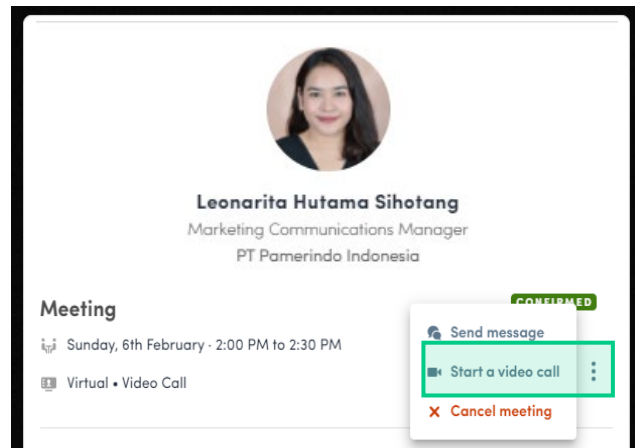 Leonarita Hutama Sihotang
Marketing Communications Manager
PT Pamerindo Indonesia
Meeting
CONFIRMED
Sunday, 6th February · 2:00 PM to 2:30 PM
Virtual • Video Call
Send message
Start a video call
Cancel meeting